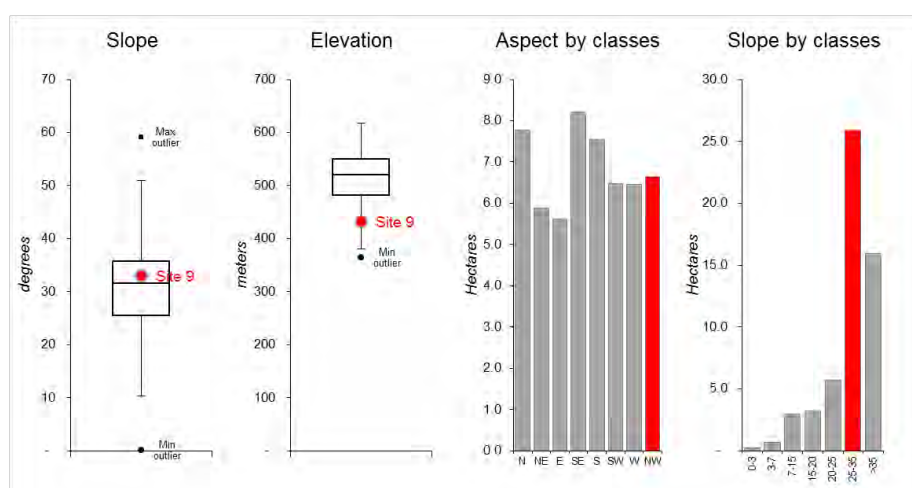 Slope
70
60
50
40
30
20
10
-
degrees
Max
outlier
Site 9
Min
outlier
Elevation
700
600
500
400
300
200
100
-
meters
Site 9
Min
outlier
Aspect by classes
9.0
8.0
7.0
6.0
5.0
4.0
3.0
2.0
1.0
0.0
Hectares
N NE E SE S SW W NW
Slope by classes
30.0
25.0
20.0
15.0
10.0
5.0
-
Hectares
0-3
3-7
7-15
15-20
20-25
25-35
>35